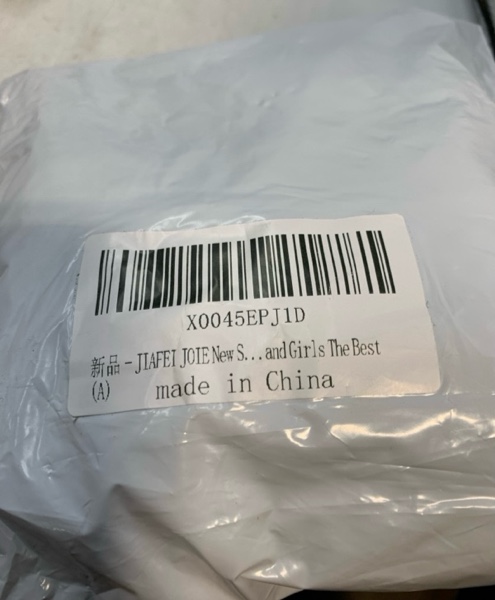 X0045EPJ1D
新品 - JIAFEI JOIE New S...and Girls The Best
(A)
made in China